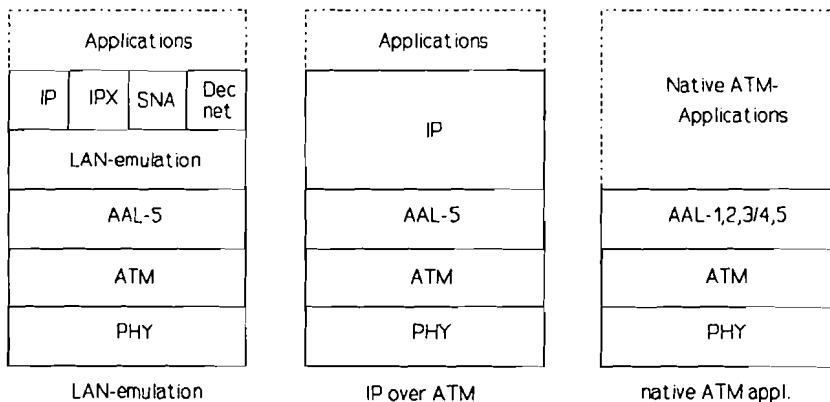 Applications
IP IPX SNA Dec net
LAN-emulation
AAL-5
ATM
PHY
LAN-emulation
Applications
IP
AAL-5
ATM
PHY
IP over ATM
Native ATM-
Applications
AAL-1,2,3/4,5
ATM
PHY
native ATM appl.